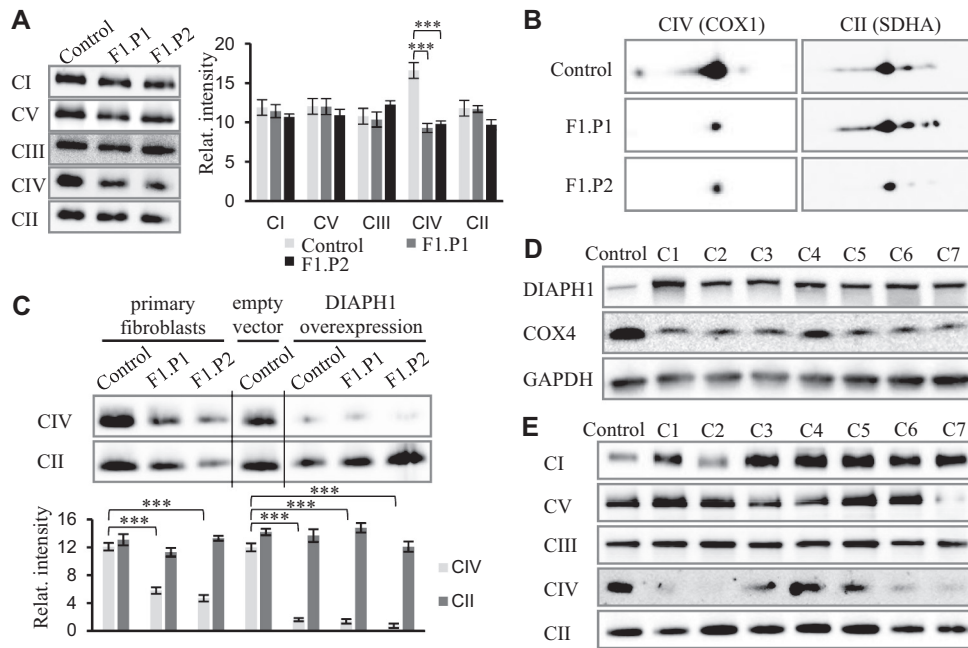 A
Control
F1.P1
F1.P2
CI
CV
CIII
CIV
CII
Relat. intensity
20
15
10
5
0
***
***
CI CV CIII CIV CII
Control F1.P1
F1.P2
B
CIV (COX1) CII (SDHA)
Control
F1.P1
F1.P2
C
primary fibroblasts
empty vector
DIAPH1 overexpression
Control F1.P1 F1.P2 Control Control F1.P1 F1.P2
CIV
CII
Relat. intensity
16
12
8
4
0
***
***
***
***
***
CIV
CII
D
Control C1 C2 C3 C4 C5 C6 C7
DIAPH1
COX4
GAPDH
E
Control C1 C2 C3 C4 C5 C6 C7
CI
CV
CIII
CIV
CII